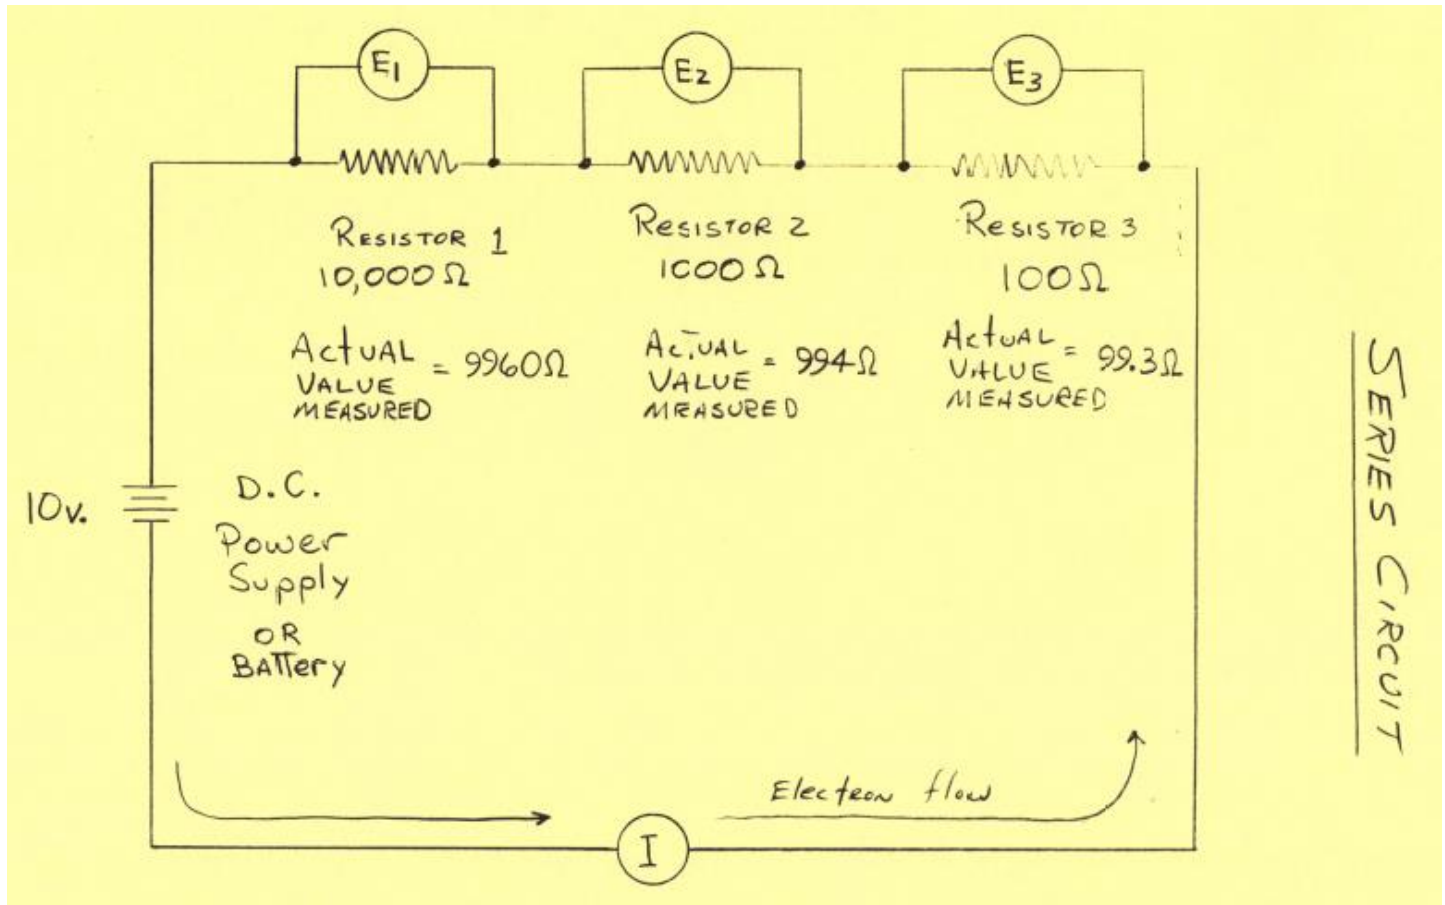 E1
E2
E3
RESISTOR 1
10,000Ω
RESISTOR 2
1000Ω
RESISTOR 3
100Ω
ACTUAL
VALUE
MEASURED
= 9960Ω
ACTUAL
VALUE
MEASURED
= 994Ω
ACTUAL
VALUE
MEASURED
= 99.3Ω
10v.
D.C.
Power
Supply
OR
BATTery
Electron flow
I
SERIES CIRCUIT